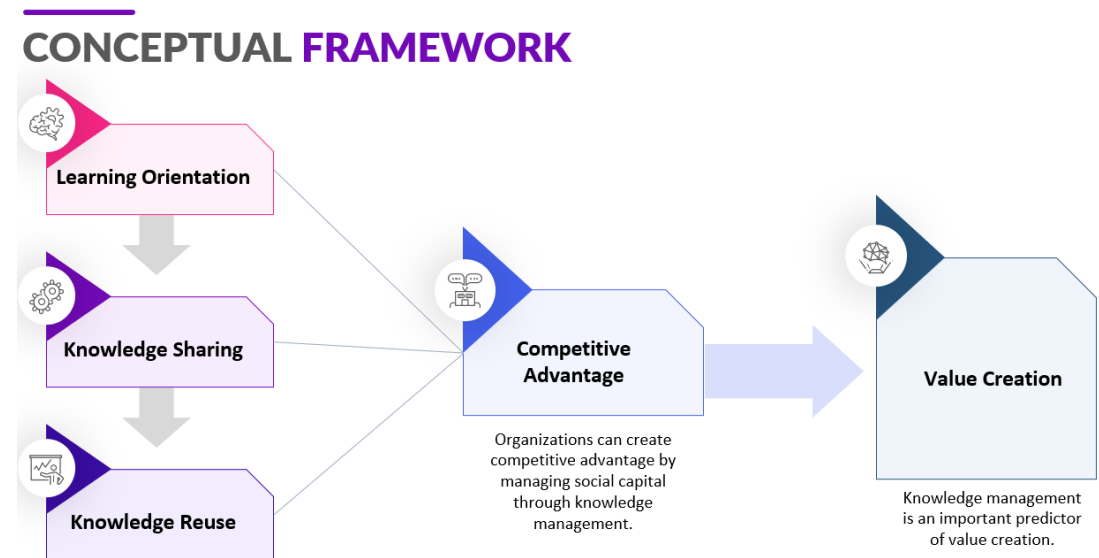 CONCEPTUAL FRAMEWORK
Learning Orientation
Knowledge Sharing
Knowledge Reuse
Competitive
Advantage
Organizations can create
competitive advantage by
managing social capital
through knowledge
management.
Value Creation
Knowledge management
is an important predictor
of value creation.